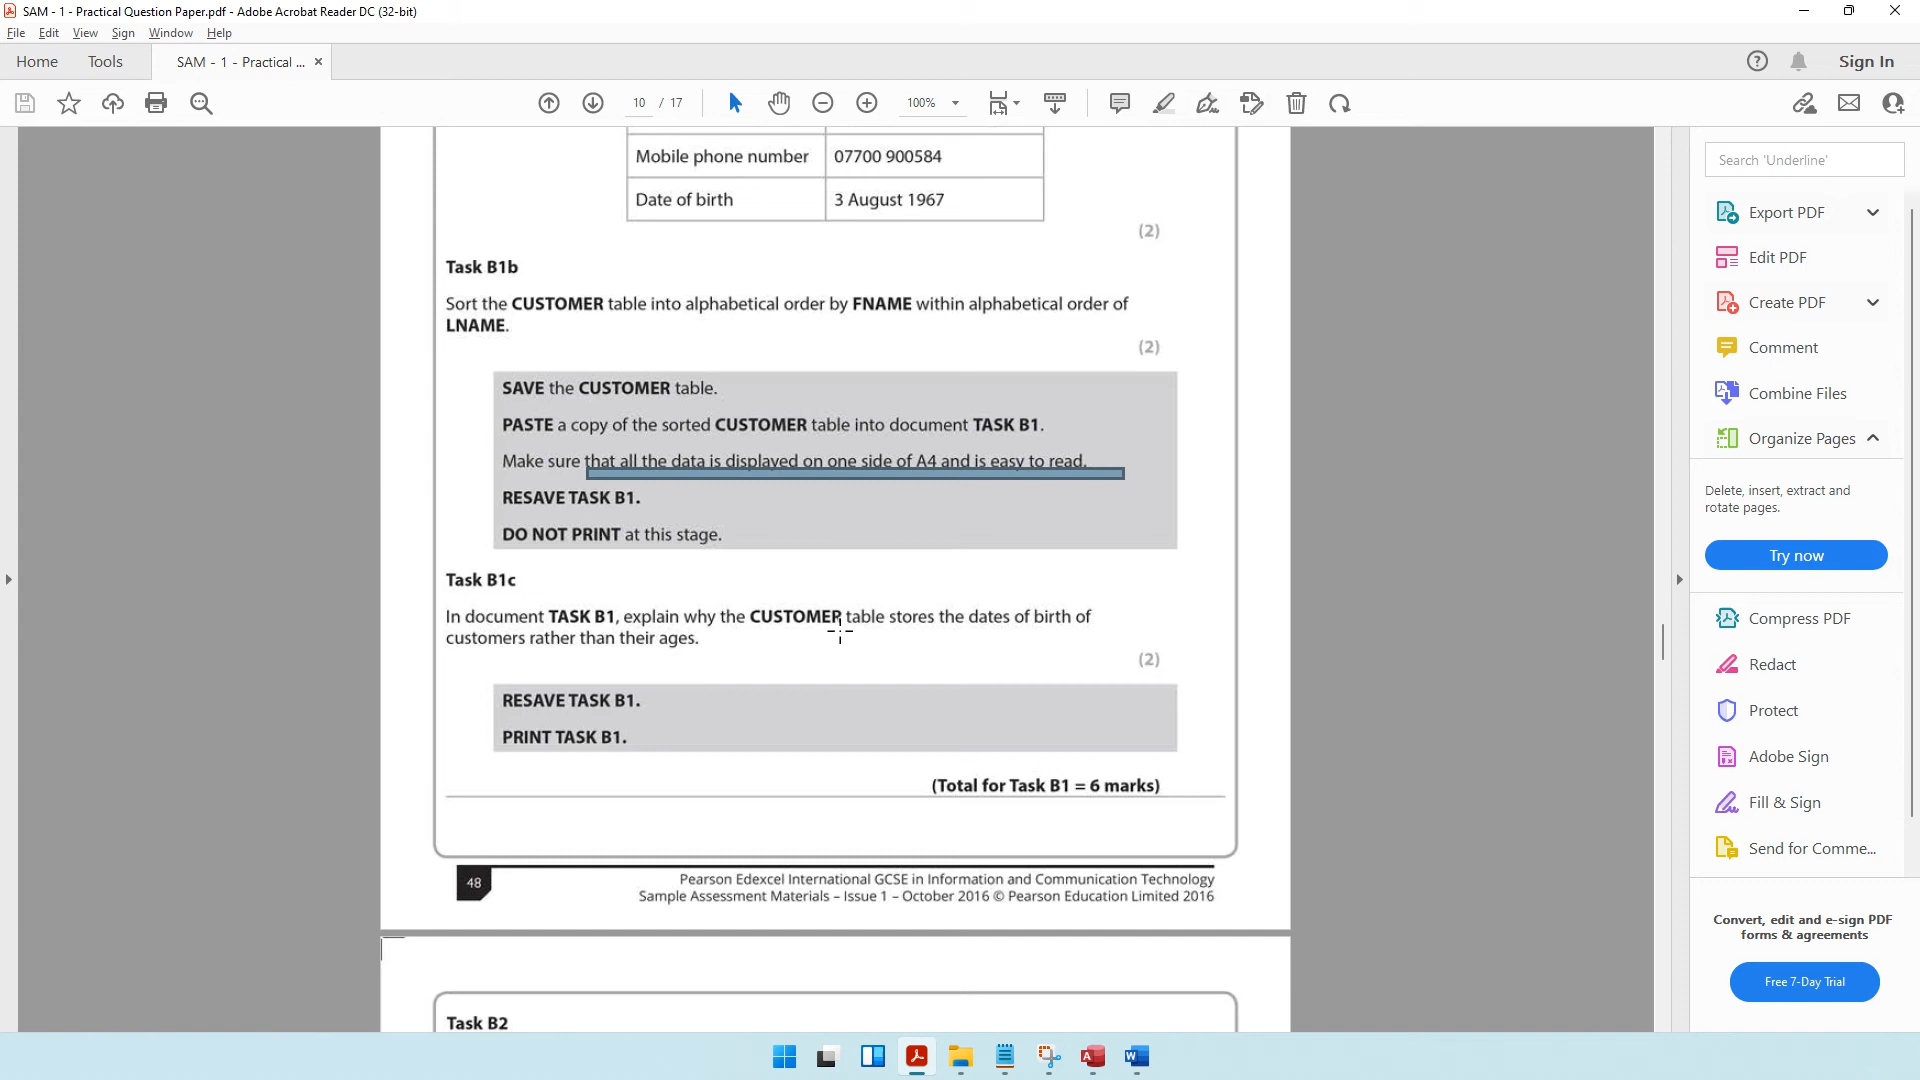 SAM - 1 - Practical Question Paper.pdf - Adobe Acrobat Reader DC (32-bit)
File Edit View Sign Window Help
Home Tools SAM - 1 - Practical ... × Sign In
10 / 17 100%
Mobile phone number 07700 900584
Date of birth 3 August 1967
(2)
Task B1b
Sort the CUSTOMER table into alphabetical order by FNAME within alphabetical order of
LNAME.
(2)
SAVE the CUSTOMER table.
PASTE a copy of the sorted CUSTOMER table into document TASK B1.
Make sure that all the data is displayed on one side of A4 and is easy to read.
RESAVE TASK B1.
DO NOT PRINT at this stage.
Task B1c
In document TASK B1, explain why the CUSTOMER table stores the dates of birth of
customers rather than their ages.
(2)
RESAVE TASK B1.
PRINT TASK B1.
(Total for Task B1 = 6 marks)
48
Pearson Edexcel International GCSE in Information and Communication Technology
Sample Assessment Materials – Issue 1 – October 2016 © Pearson Education Limited 2016
Task B2
Search 'Underline'
Export PDF
Edit PDF
Create PDF
Comment
Combine Files
Organize Pages
Delete, insert, extract and
rotate pages.
Try now
Compress PDF
Redact
Protect
Adobe Sign
Fill & Sign
Send for Comme...
Convert, edit and e-sign PDF
forms & agreements
Free 7-Day Trial